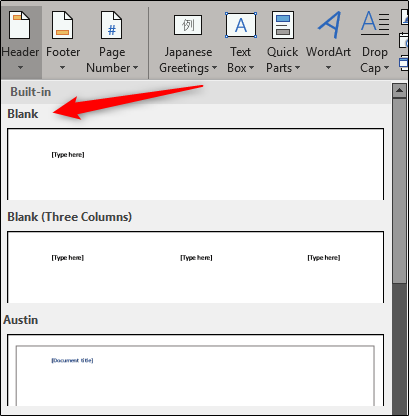 Header Footer Page Number Japanese Greetings Text Box Quick Parts WordArt Drop Cap
例
#
A
A
Built-in
Blank
[Type here]
Blank (Three Columns)
[Type here] [Type here] [Type here]
Austin
[Document title]